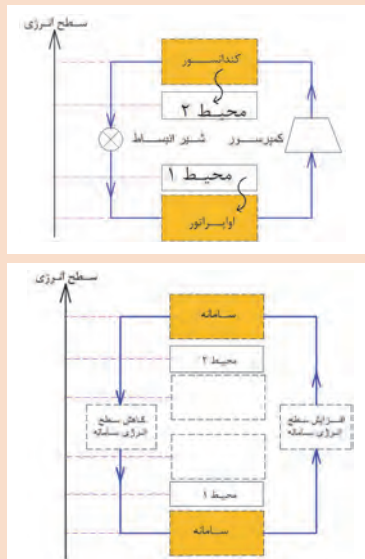 سطح انرژی
کندانسور
محیط ۲
شیر انبساط
کمپرسور
محیط ۱
اواپراتور
سطح انرژی
سامانه
محیط ۲
افزایش سطح
انرژی سامانه
کاهش سطح
انرژی سامانه
محیط ۱
سامانه